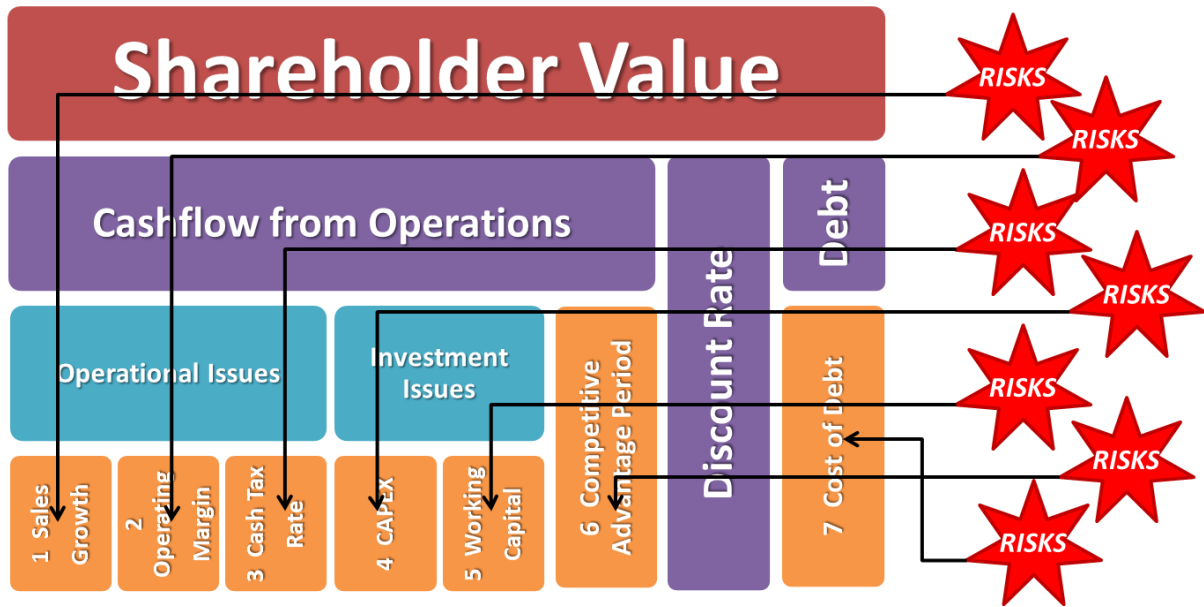 Shareholder Value
RISKS
RISKS
Cashflow from Operations
Discount Rate
Debt
RISKS
RISKS
Operational Issues
Investment
Issues
6 Competitive
Advantage Period
7 Cost of Debt
RISKS
RISKS
1 Sales
Growth
2
Operating
Margin
3 Cash Tax
Rate
4 CAPEX
5 Working
Capital
RISKS